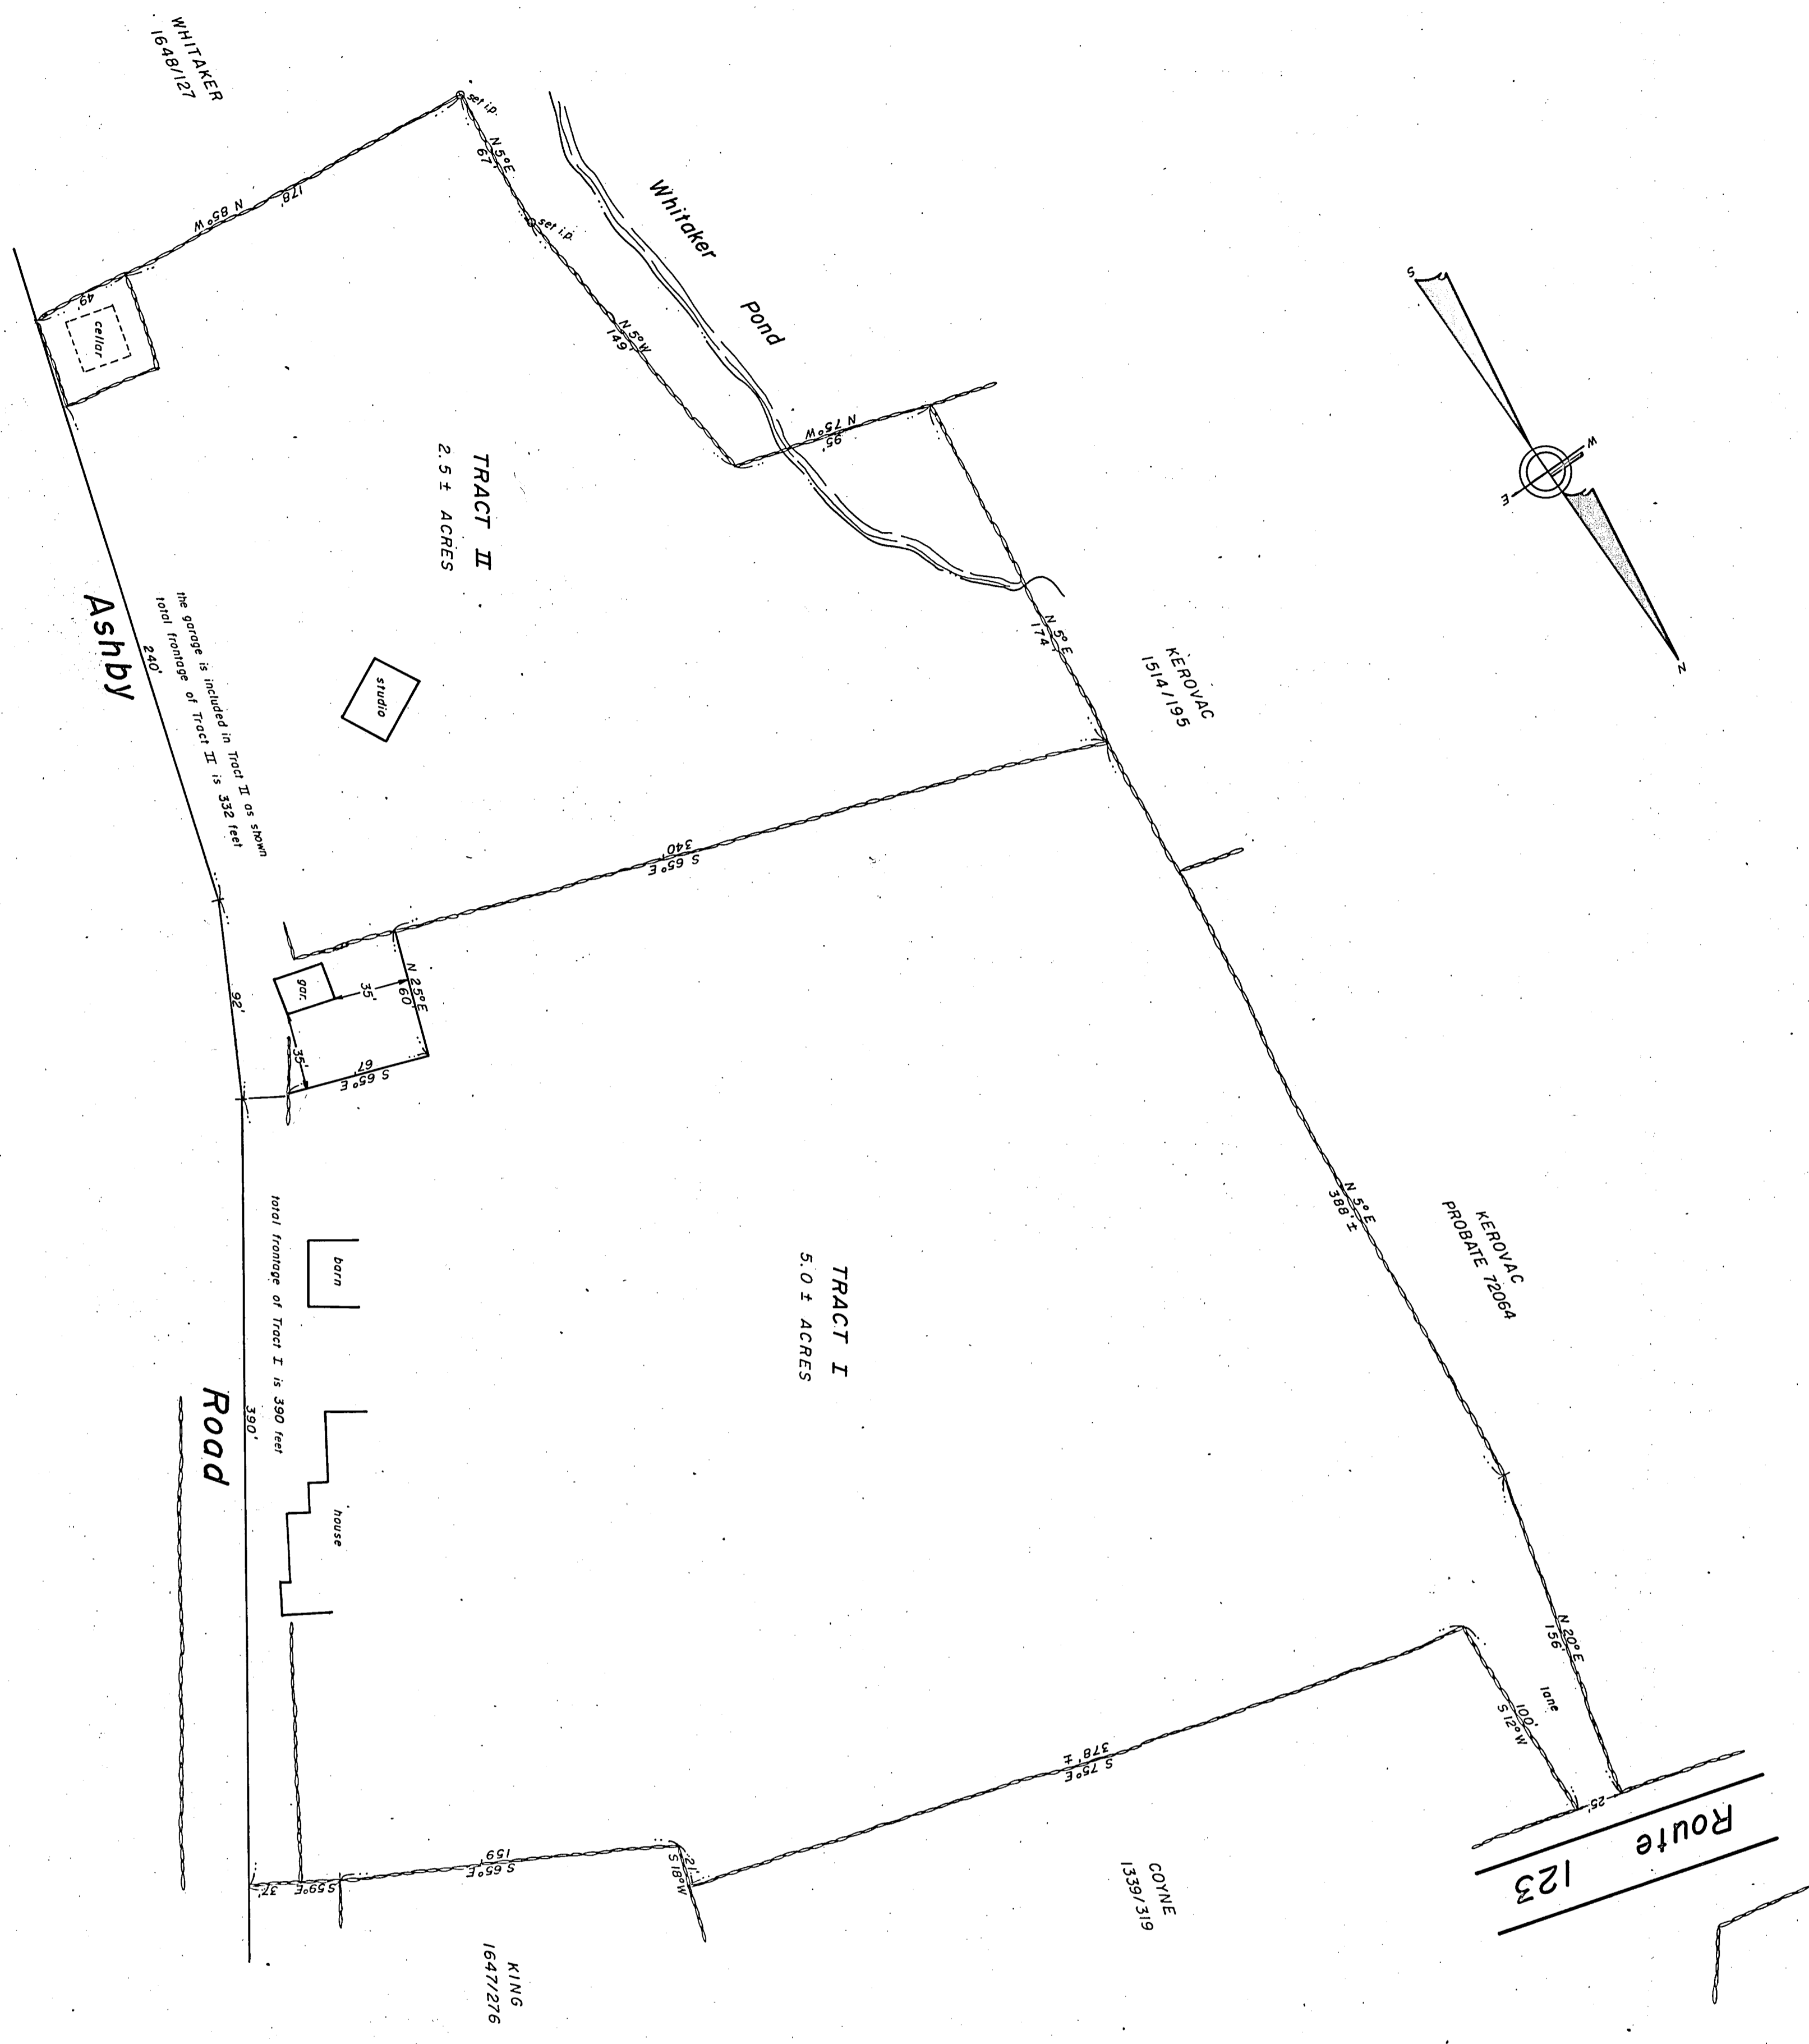 WHITAKER
1648/127
set i.p.
N 5° E
67'
set i.p.
N 5° W
149'
178'
N 85° W
49'
cellar
Whitaker
Pond
N 75° W
95'
S
W
E
N
TRACT II
2.5 ± ACRES
KEROVAC
1514/195
N 5° E
174'
Ashby
240'
the garage is included in Tract II as shown
total frontage of Tract II is 332 feet
studio
340'
S 65° E
gar.
35'
N 25° E
60'
35'
67'
S 65° E
92'
total frontage of Tract I is 390 feet
barn
TRACT I
5.0 ± ACRES
N 5° E
388' ±
KEROVAC
PROBATE 72064
Road
390'
house
N 20° E
156'
lane
100'
S 12° W
25'
Route
123
378' ±
S 75° E
21'
S 18° W
159'
S 65° E
S 59° E
37'
COYNE
1339/319
KING
1647/276